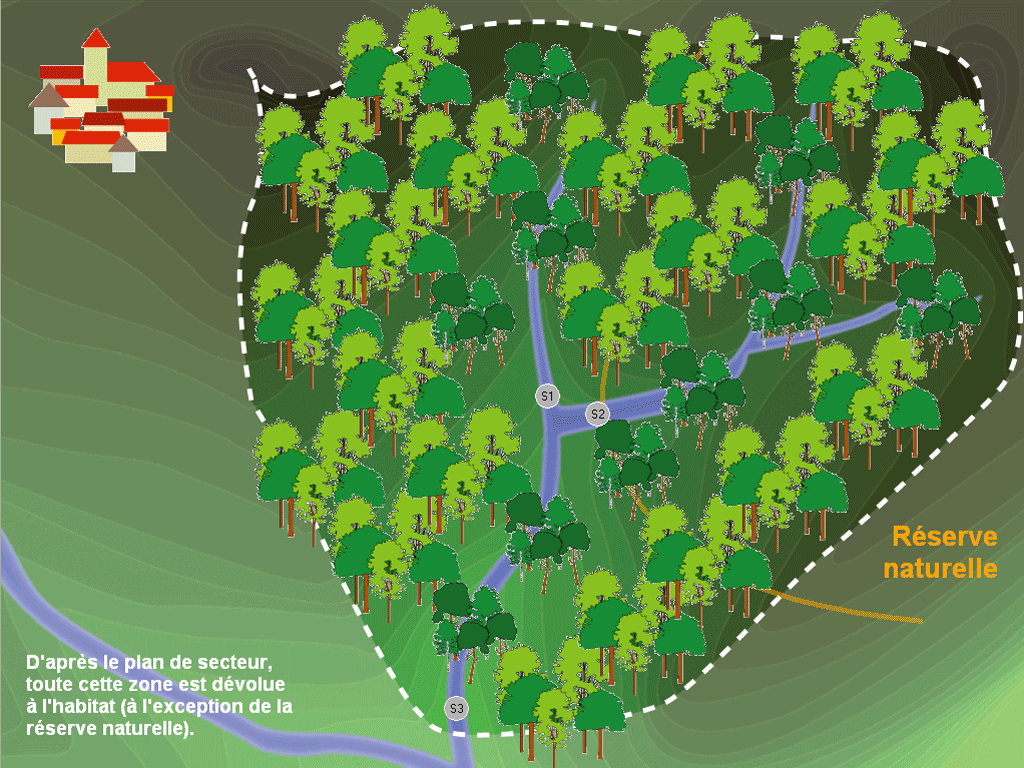 S1
S2
Réserve
naturelle
D'après le plan de secteur,
toute cette zone est dévolue
à l'habitat (à l'exception de la
réserve naturelle).
S3